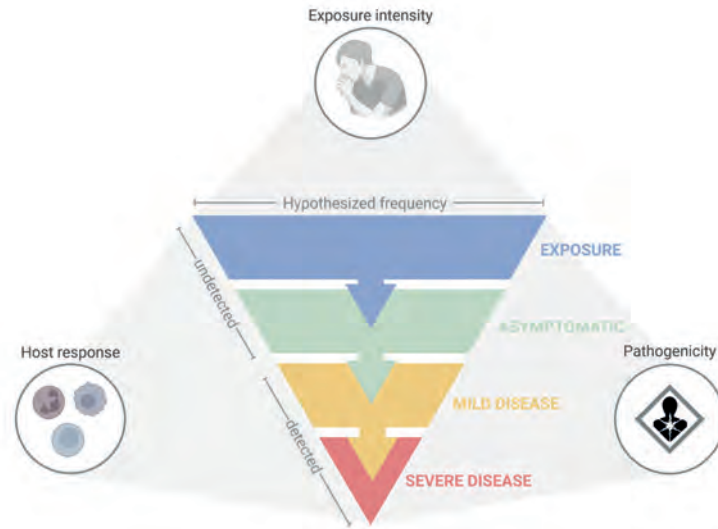 Exposure intensity
Hypothesized frequency
EXPOSURE
undetected
ASYMPTOMATIC
Host response
Pathogenicity
MILD DISEASE
detected
SEVERE DISEASE